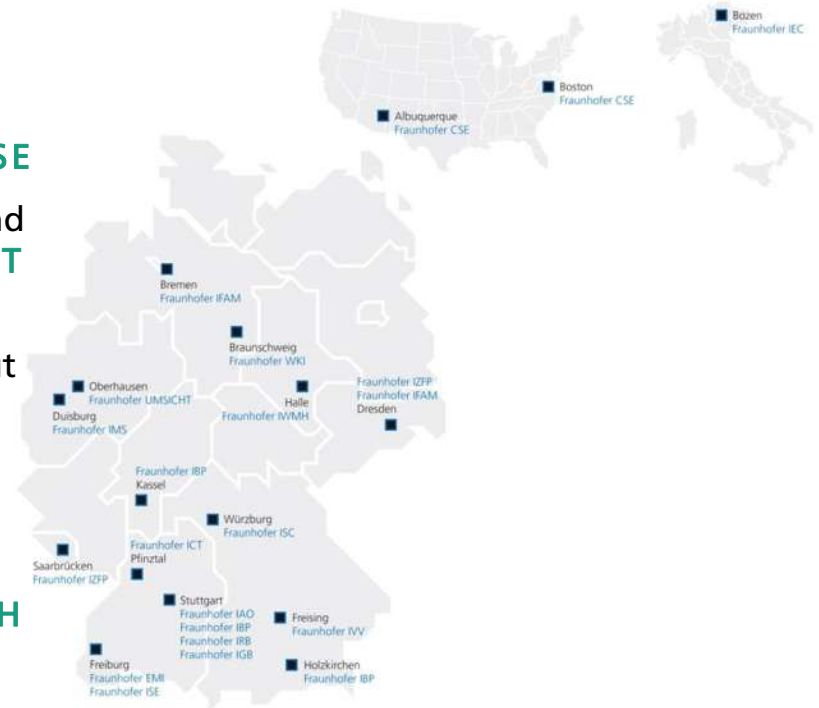 Bozen
Fraunhofer IEC
Boston
Fraunhofer CSE
Albuquerque
Fraunhofer CSE
SE
nd
T
Bremen
Fraunhofer IFAM
Braunschweig
Fraunhofer WKI
t
Oberhausen
Fraunhofer UMSICHT
Duisburg
Fraunhofer IMS
Halle
Fraunhofer IWMH
Fraunhofer IZFP
Fraunhofer IFAM
Dresden
Fraunhofer IBP
Kassel
Würzburg
Fraunhofer ISC
Fraunhofer ICT
Pfinztal
Saarbrücken
Fraunhofer IZFP
Stuttgart
Fraunhofer IAO
Fraunhofer IBP
Fraunhofer IRB
Fraunhofer IGB
Freising
Fraunhofer IVV
H
Freiburg
Fraunhofer EMI
Fraunhofer ISE
Holzkirchen
Fraunhofer IBP